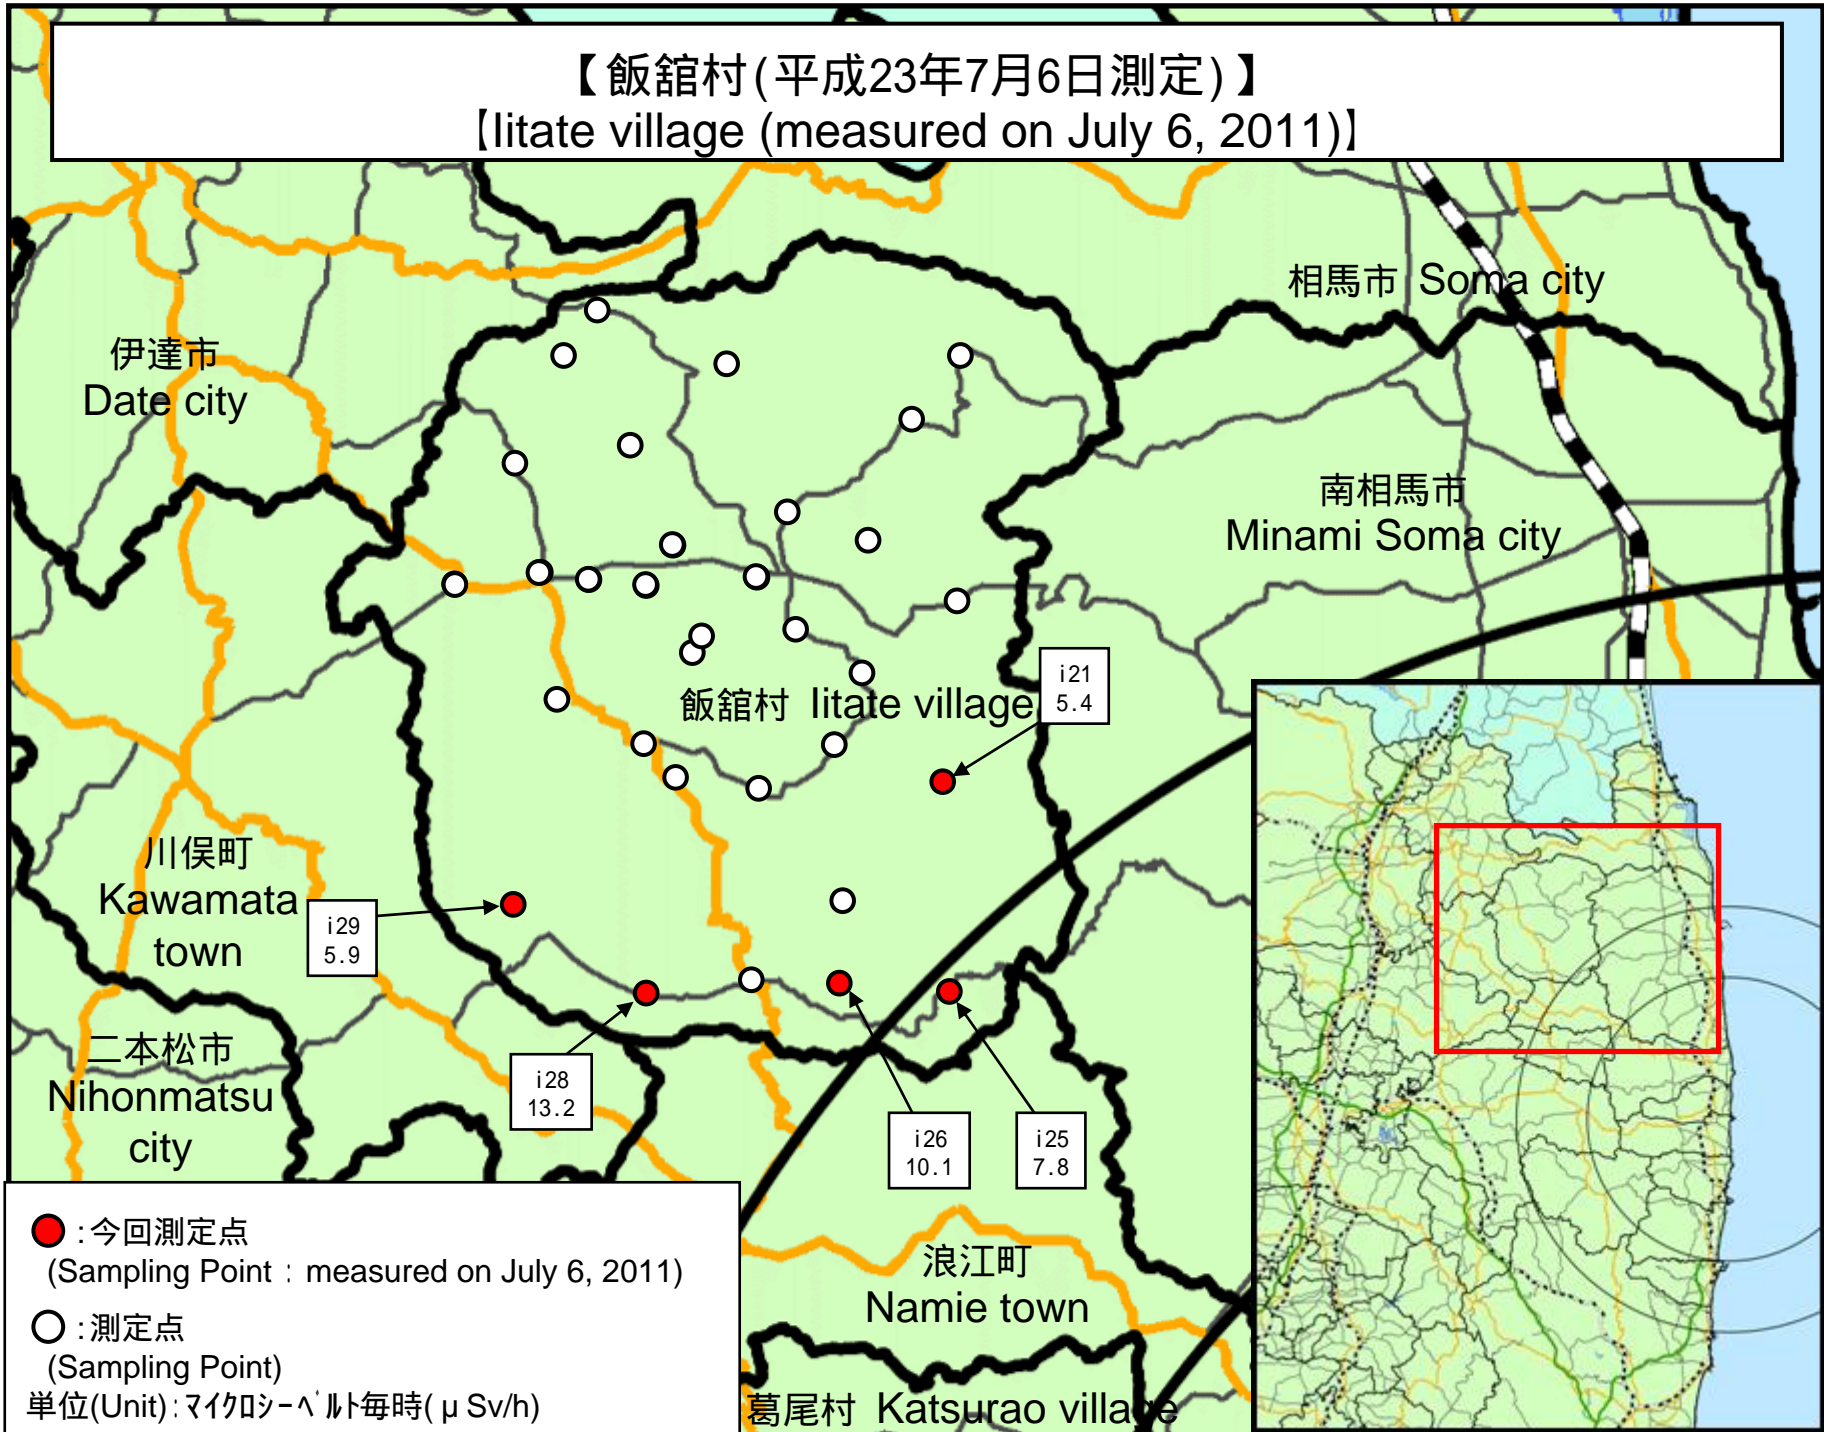 【飯舘村(平成23年7月6日測定)】
【Iitate village (measured on July 6, 2011)】
相馬市 Soma city
伊達市
Date city
南相馬市
Minami Soma city
i21
5.4
飯舘村 Iitate village
川俣町
Kawamata
town
i29
5.9
二本松市
Nihonmatsu
city
i28
13.2
i26
10.1
i25
7.8
:今回測定点
(Sampling Point : measured on July 6, 2011)
:測定点
(Sampling Point)
単位(Unit):マイクロシーベルト毎時(μSv/h)
浪江町
Namie town
葛尾村 Katsurao village